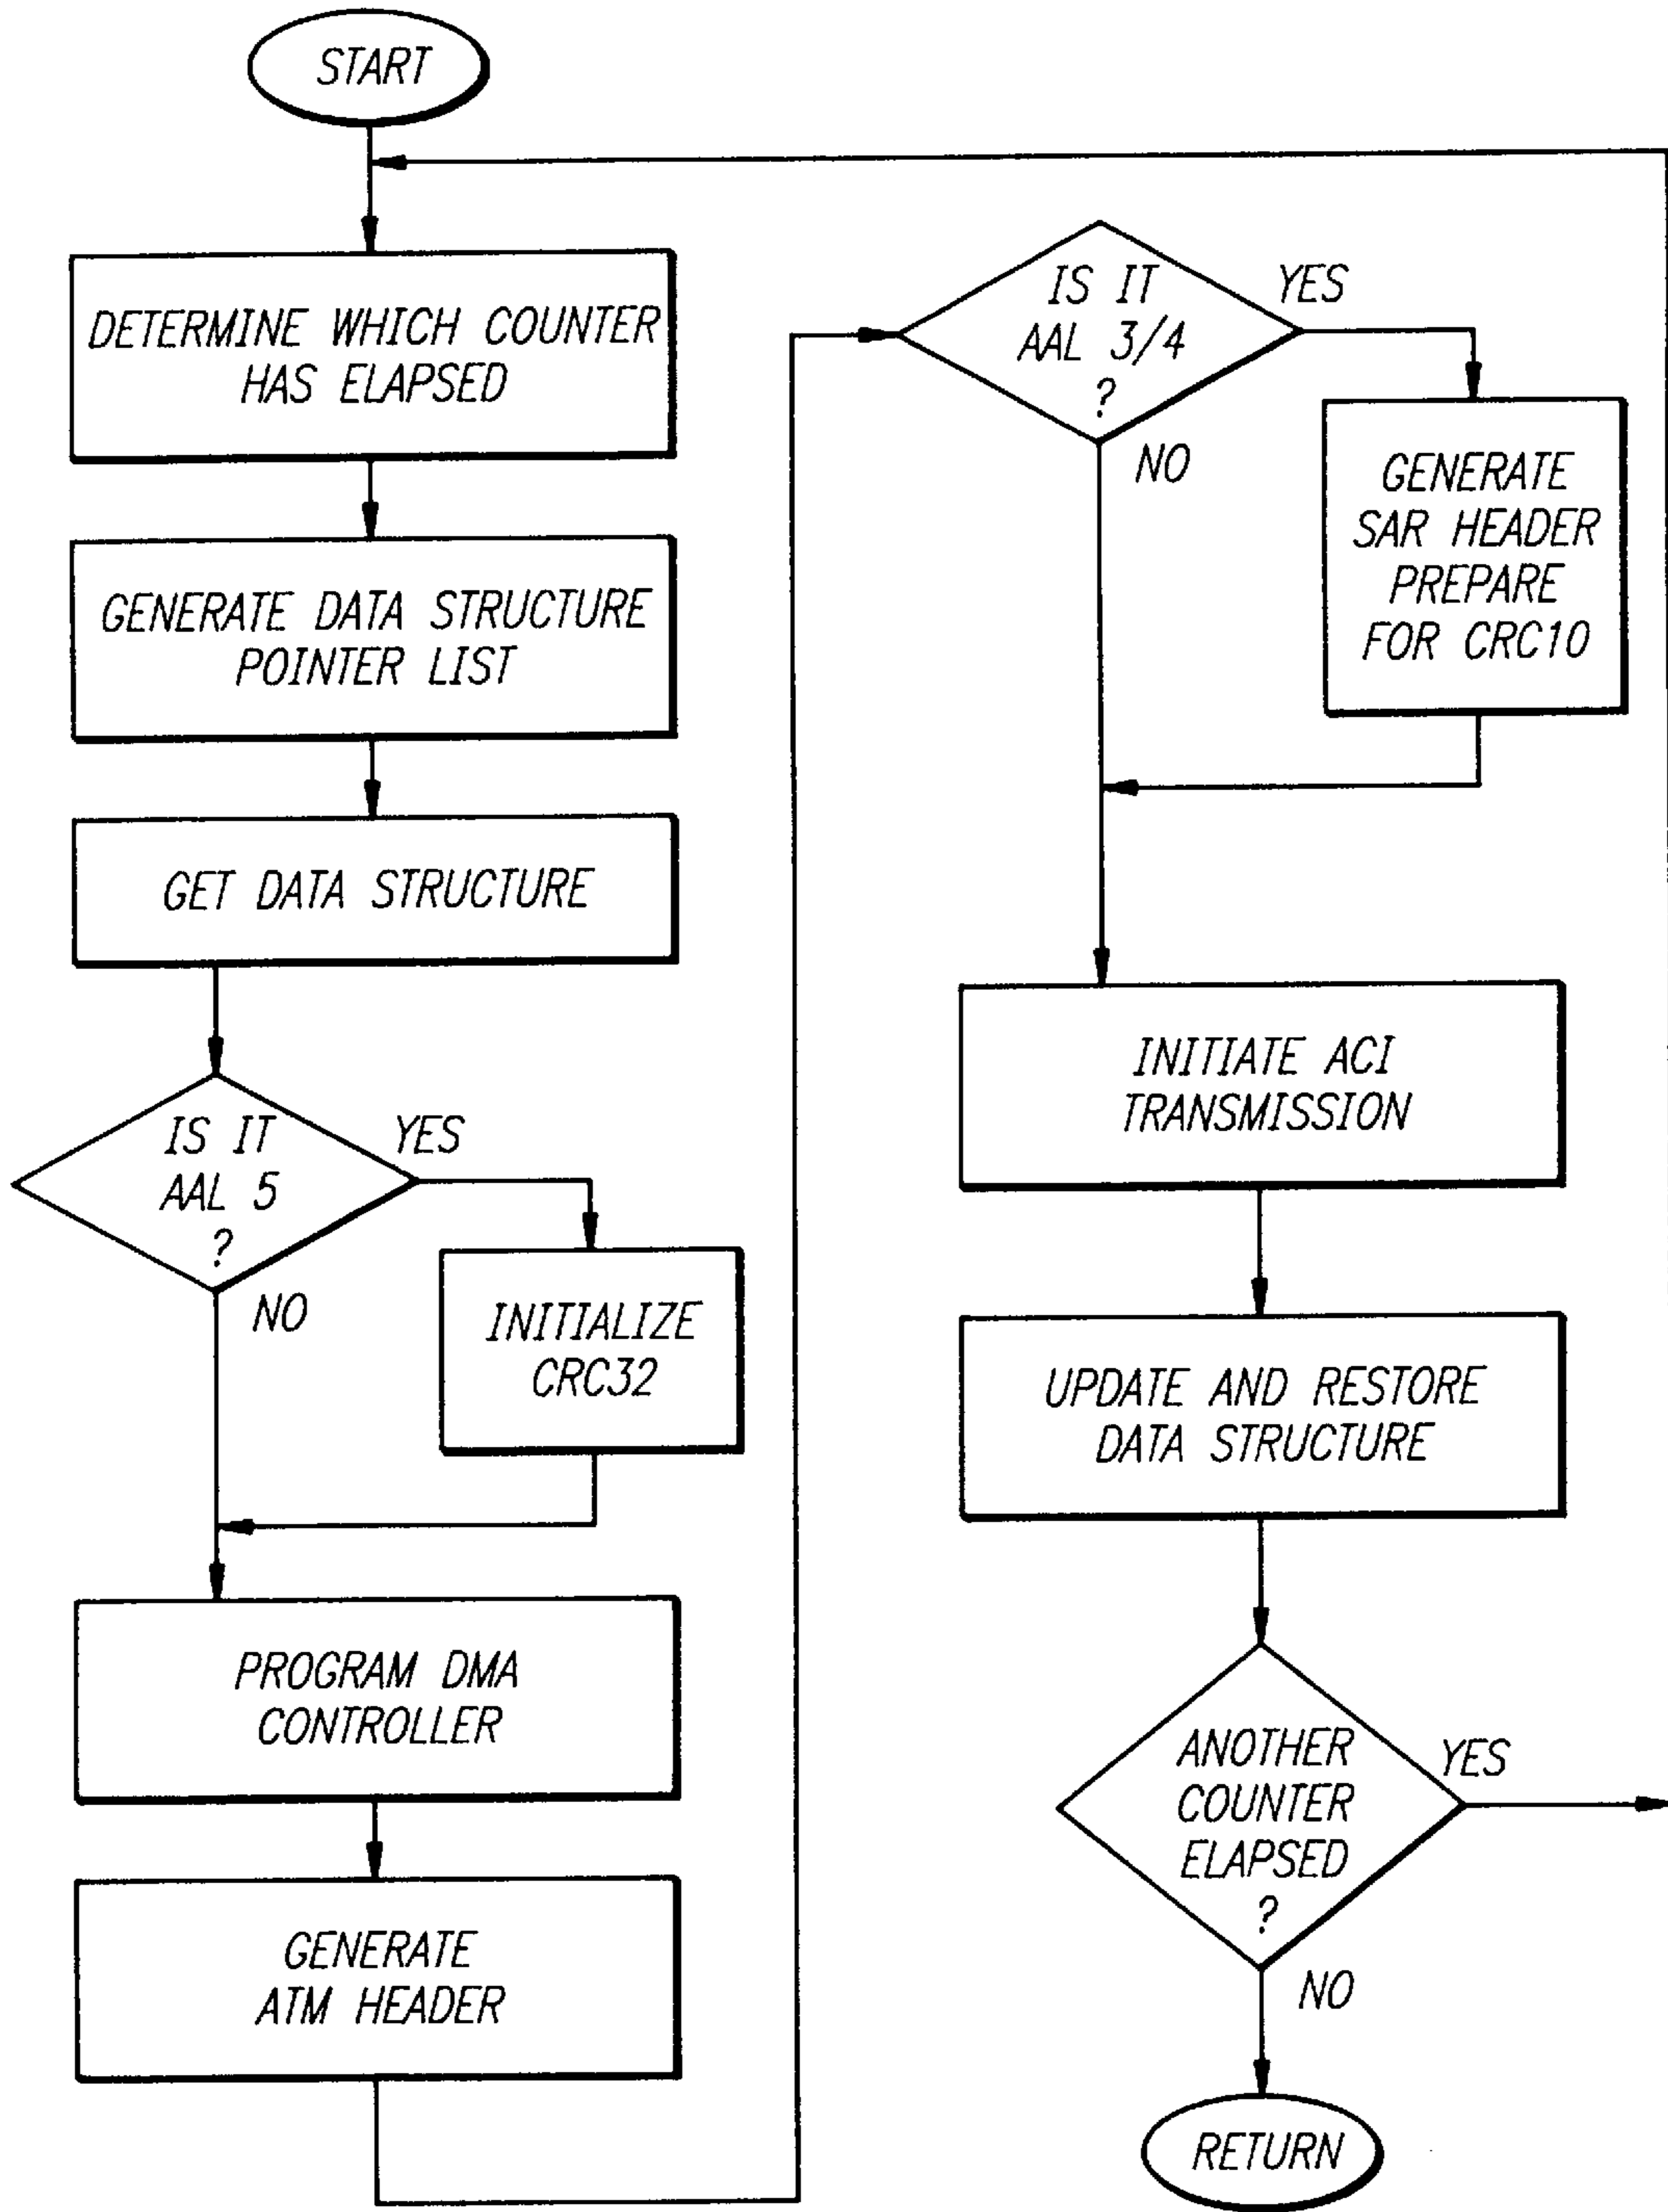 START
DETERMINE WHICH COUNTER
HAS ELAPSED
GENERATE DATA STRUCTURE
POINTER LIST
GET DATA STRUCTURE
IS IT
AAL 5
?
YES
NO
INITIALIZE
CRC32
PROGRAM DMA
CONTROLLER
GENERATE
ATM HEADER
IS IT
AAL 3/4
?
YES
NO
GENERATE
SAR HEADER
PREPARE
FOR CRC10
INITIATE ACI
TRANSMISSION
UPDATE AND RESTORE
DATA STRUCTURE
ANOTHER
COUNTER
ELAPSED
?
YES
NO
RETURN